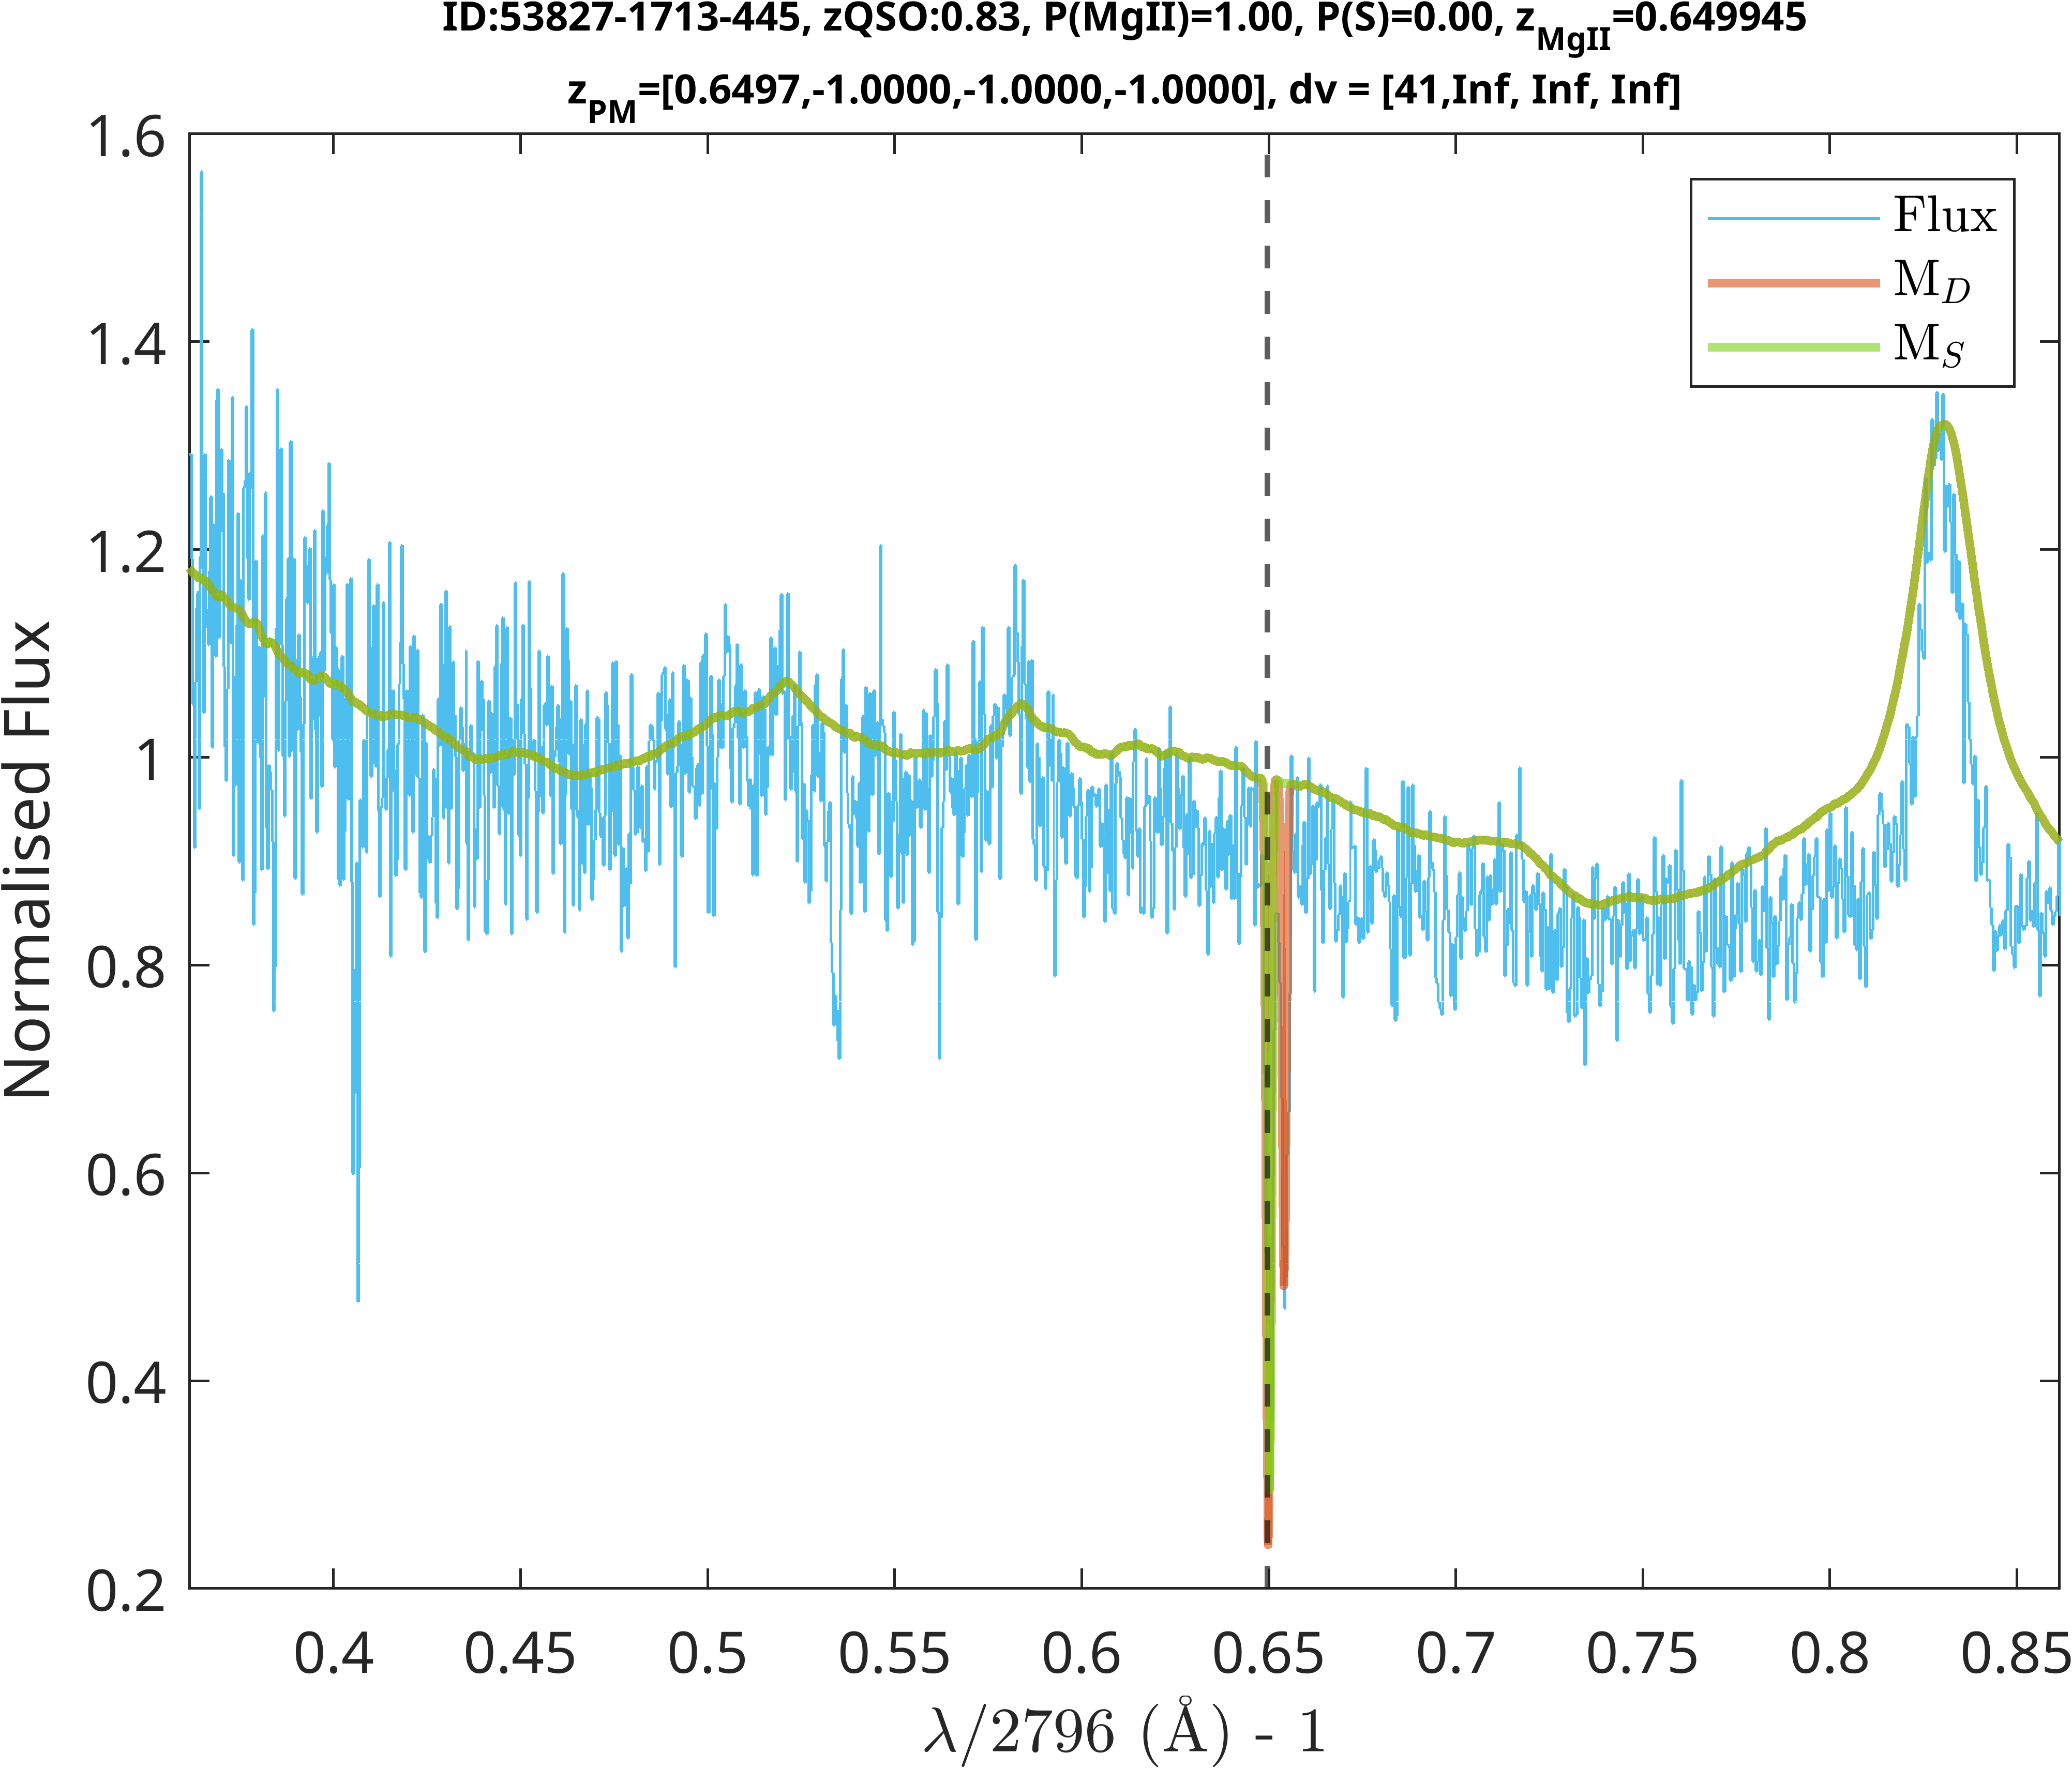 ID:53827-1713-445, zQSO:0.83, P(MgII)=1.00, P(S)=0.00, zMgII=0.649945
zPM=[0.6497,-1.0000,-1.0000,-1.0000], dv = [41,Inf, Inf, Inf]
1.6
1.4
1.2
1
0.8
0.6
0.4
0.2
Normalised Flux
Flux
MD
MS
0.4 0.45 0.5 0.55 0.6 0.65 0.7 0.75 0.8 0.85
λ/2796 (Å) - 1